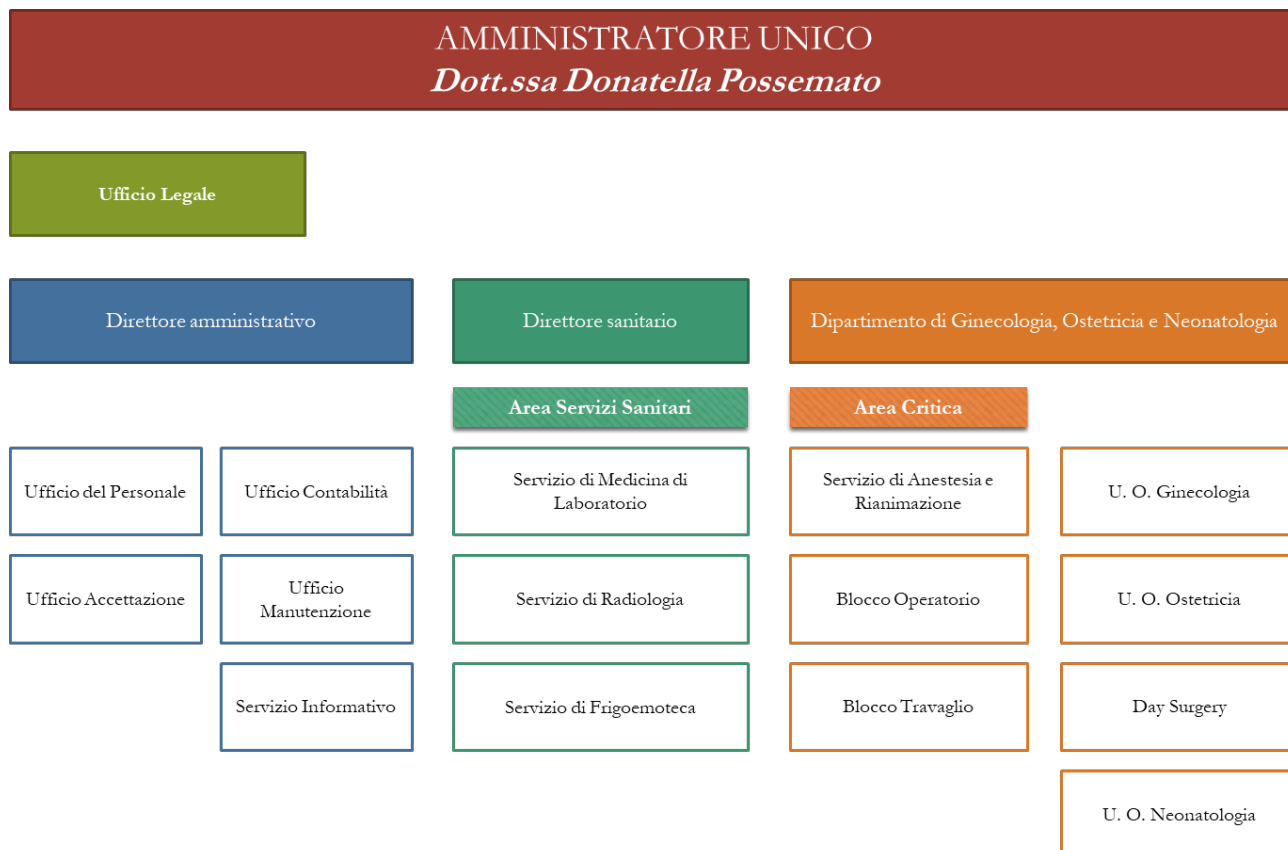 AMMINISTRATORE UNICO
Dott.ssa Donatella Possemato
Ufficio Legale
Direttore amministrativo
Direttore sanitario
Dipartimento di Ginecologia, Ostetricia e Neonatologia
Area Servizi Sanitari
Area Critica
Ufficio del Personale
Ufficio Contabilità
Servizio di Medicina di
Laboratorio
Servizio di Anestesia e
Rianimazione
U. O. Ginecologia
Ufficio Accettazione
Ufficio
Manutenzione
Servizio di Radiologia
Blocco Operatorio
U. O. Ostetricia
Servizio Informativo
Servizio di Frigoemoteca
Blocco Travaglio
Day Surgery
U. O. Neonatologia